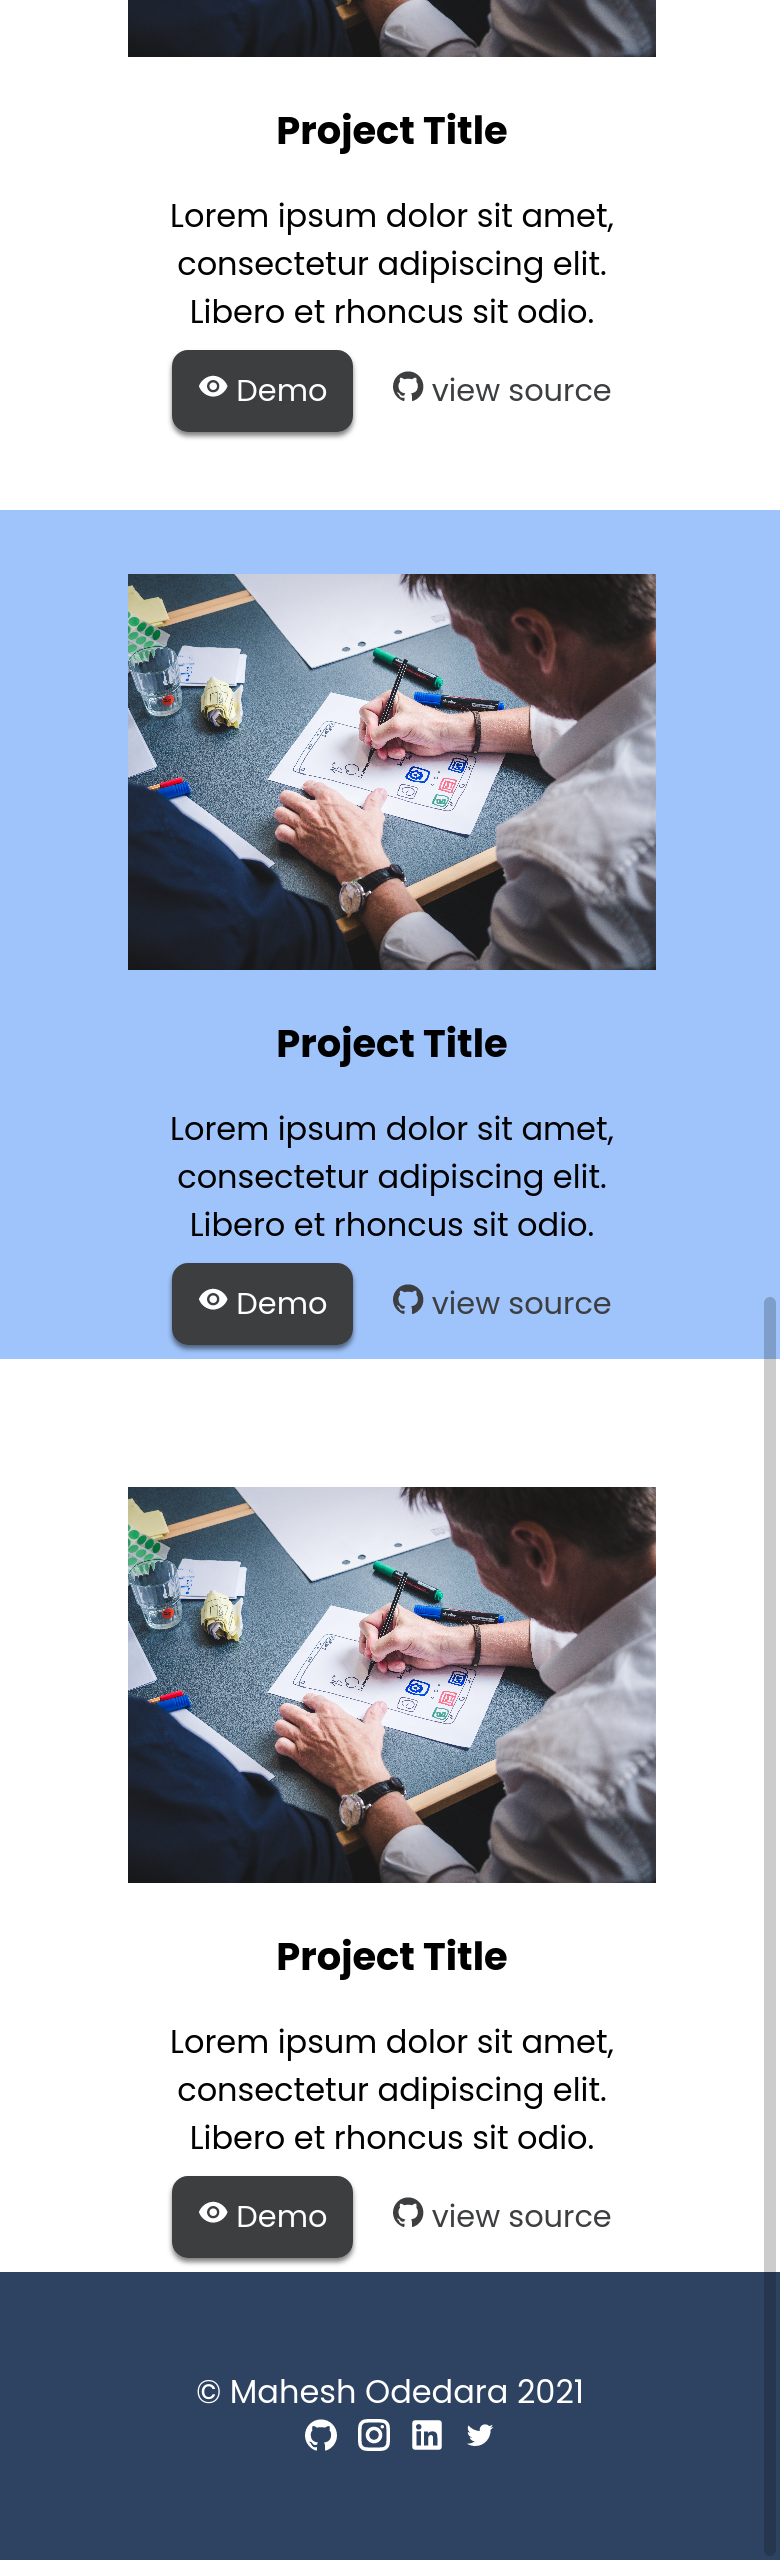 Project Title
Lorem ipsum dolor sit amet,
consectetur adipiscing elit.
Libero et rhoncus sit odio.
Demo view source
Project Title
Lorem ipsum dolor sit amet,
consectetur adipiscing elit.
Libero et rhoncus sit odio.
Demo view source
Project Title
Lorem ipsum dolor sit amet,
consectetur adipiscing elit.
Libero et rhoncus sit odio.
Demo view source
© Mahesh Odedara 2021